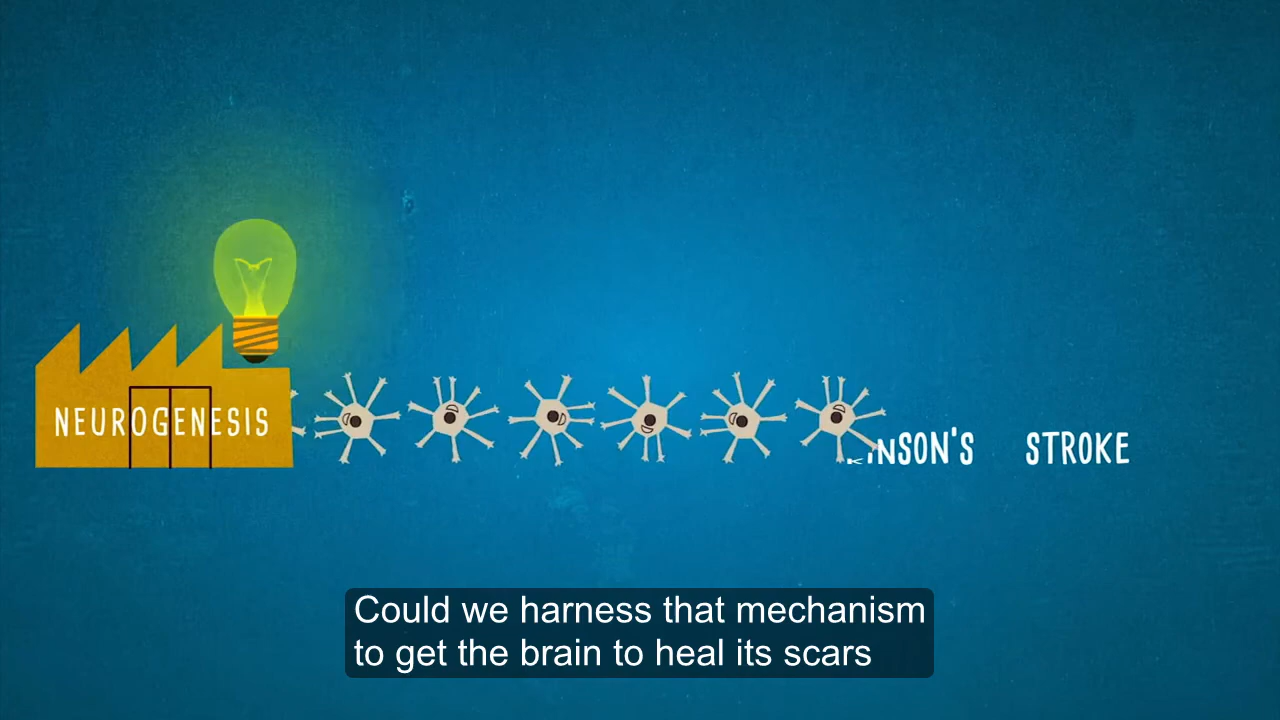 NEUROGENESIS
STROKE
Could we harness that mechanism
to get the brain to heal its scars